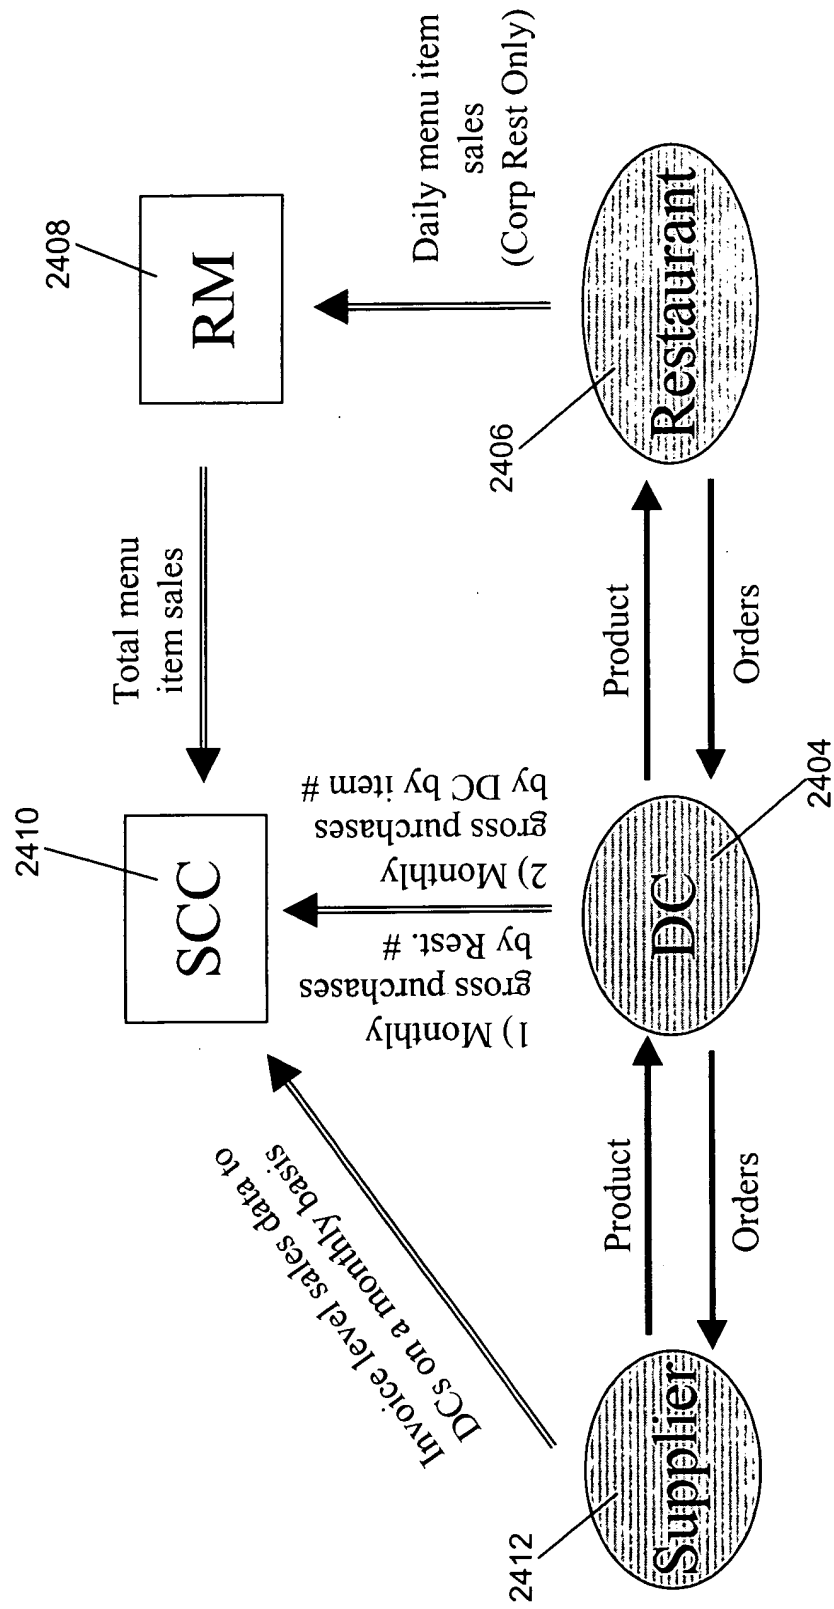 2410
SCC
Total menu
item sales
2408
RM
Invoice level sales data to
DCs on a monthly basis
1) Monthly
gross purchases
by Rest. #
2) Monthly
gross purchases
by DC by item #
Daily menu item
sales
(Corp Rest Only)
2412
Supplier
Product
Orders
DC
2404
Product
Orders
2406
Restaurant